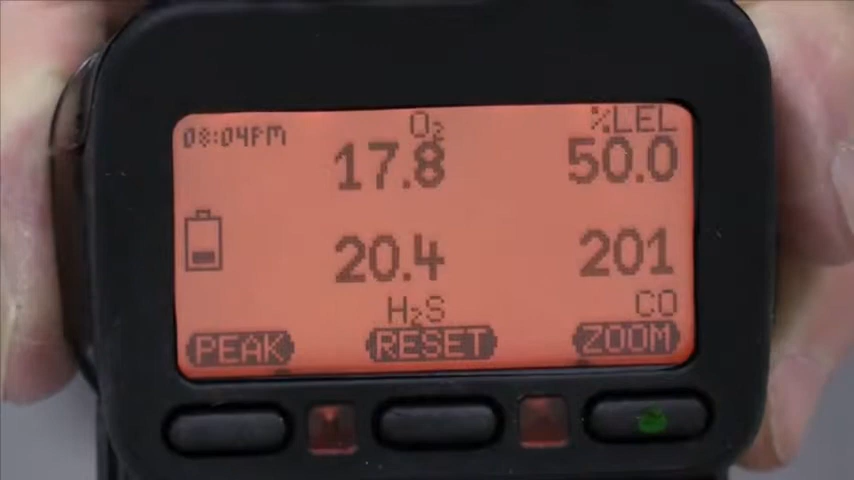 08:04PM O₂ %LEL
17.8 50.0
20.4 201
H₂S CO
PEAK RESET ZOOM